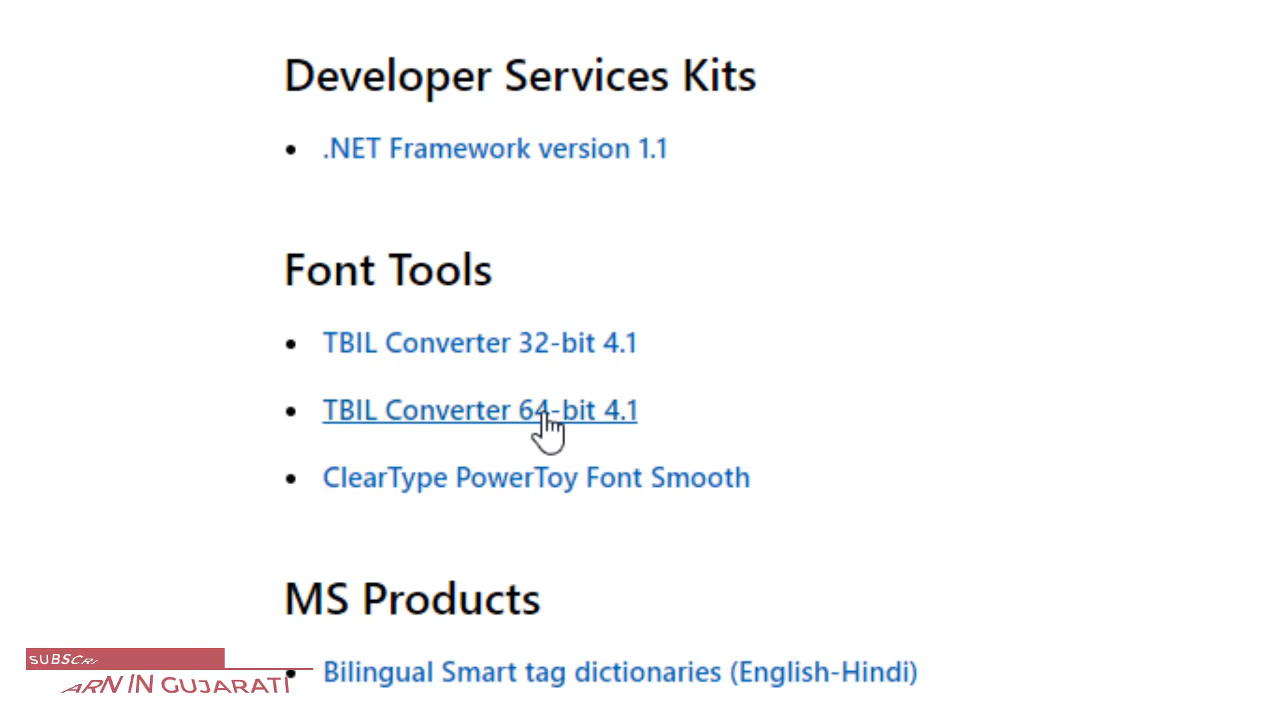 Developer Services Kits
• .NET Framework version 1.1
Font Tools
• TBIL Converter 32-bit 4.1
• TBIL Converter 64-bit 4.1
• ClearType PowerToy Font Smooth
MS Products
• Bilingual Smart tag dictionaries (English-Hindi)
SUBSCRI
ARN IN GUJARATI